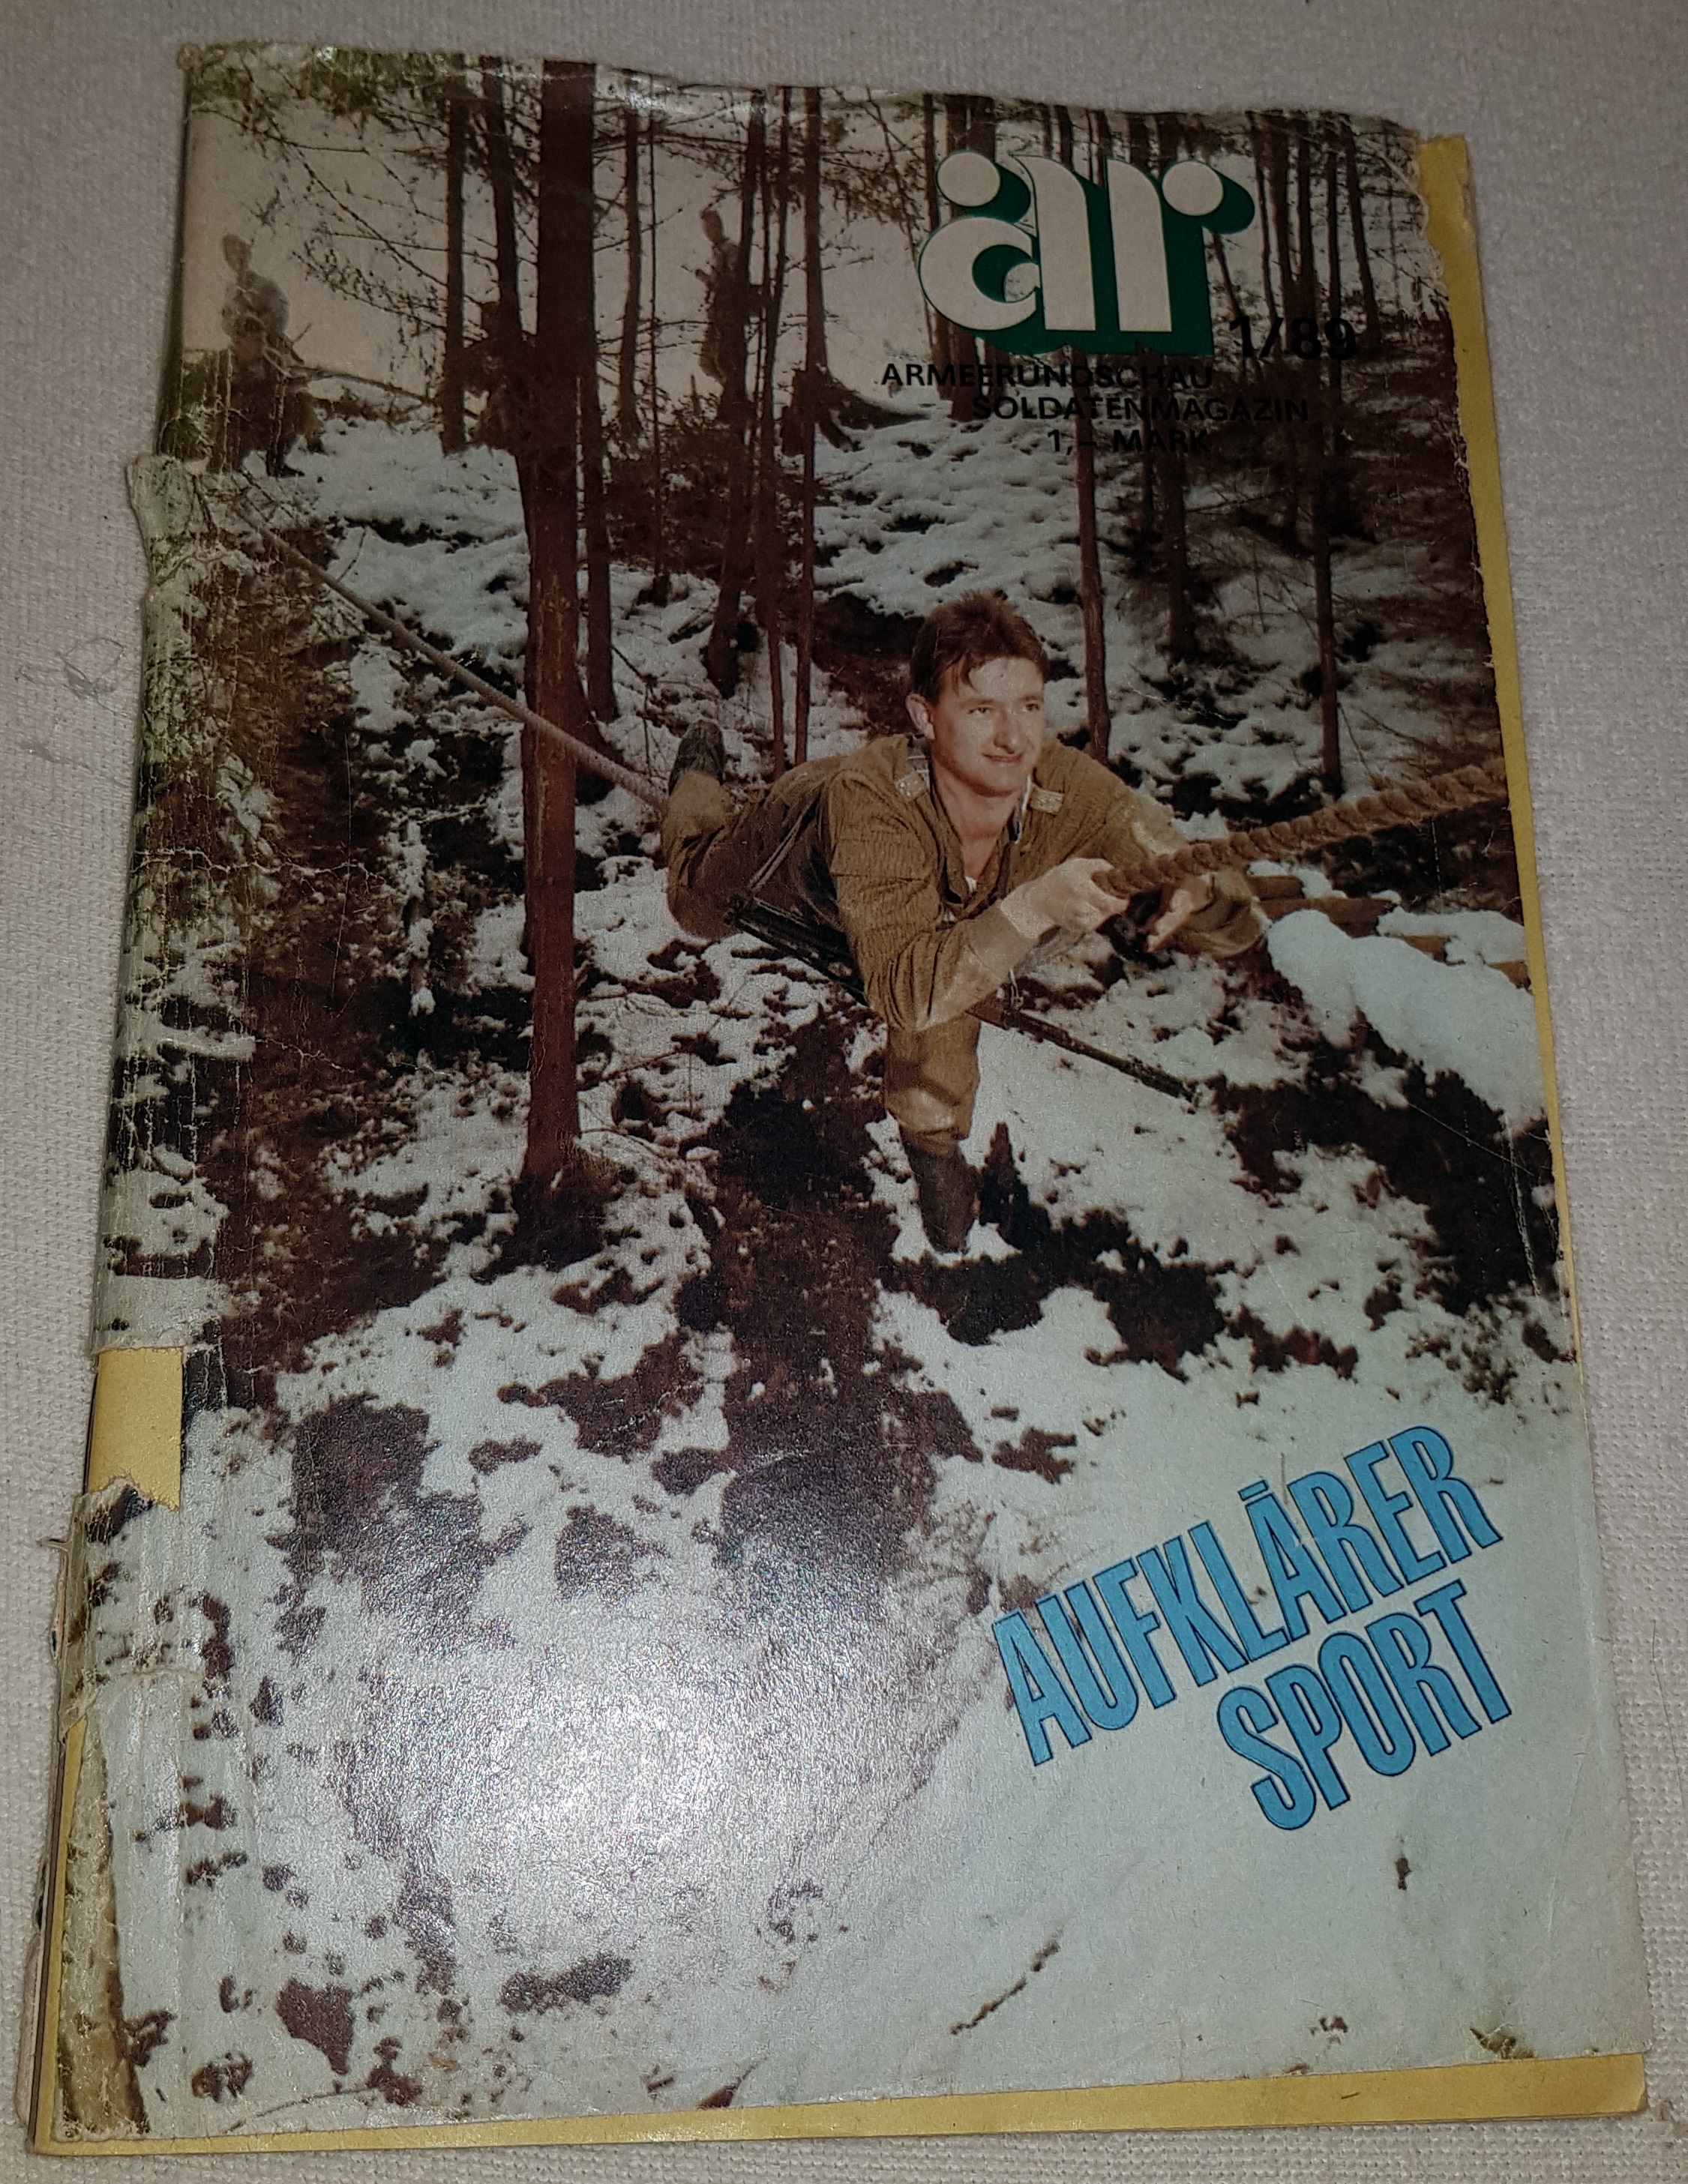 ar
1/89
ARMEERUNDSCHAU
SOLDATENMAGAZIN
1,– MARK
AUFKLÄRER
SPORT